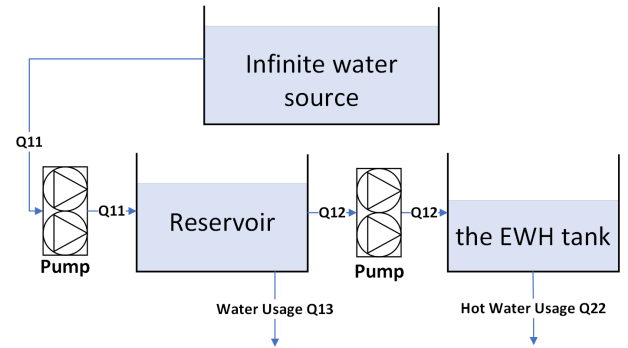 Infinite water
source
Q11
Q11
Reservoir
Q12
Q12
the EWH tank
Pump
Pump
Water Usage Q13
Hot Water Usage Q22